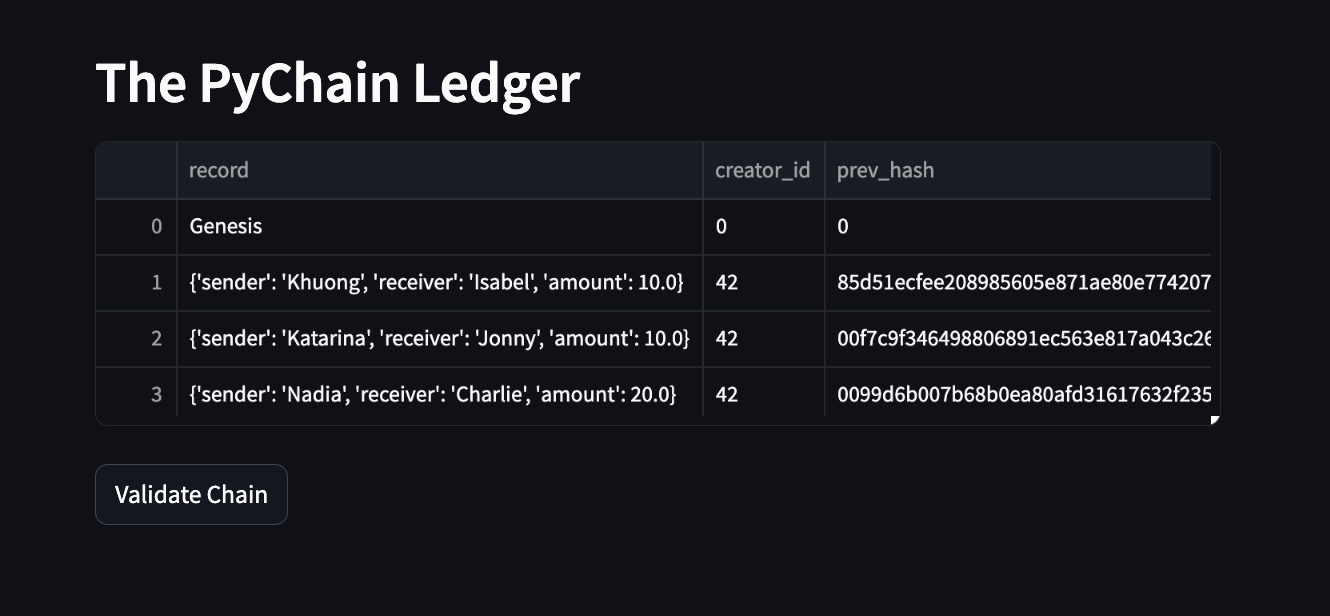 The PyChain Ledger
record creator_id prev_hash
0 Genesis 0 0
1 {'sender': 'Khuong', 'receiver': 'Isabel', 'amount': 10.0} 42 85d51ecfee208985605e871ae80e774207
2 {'sender': 'Katarina', 'receiver': 'Jonny', 'amount': 10.0} 42 00f7c9f346498806891ec563e817a043c26
3 {'sender': 'Nadia', 'receiver': 'Charlie', 'amount': 20.0} 42 0099d6b007b68b0ea80afd31617632f235
Validate Chain